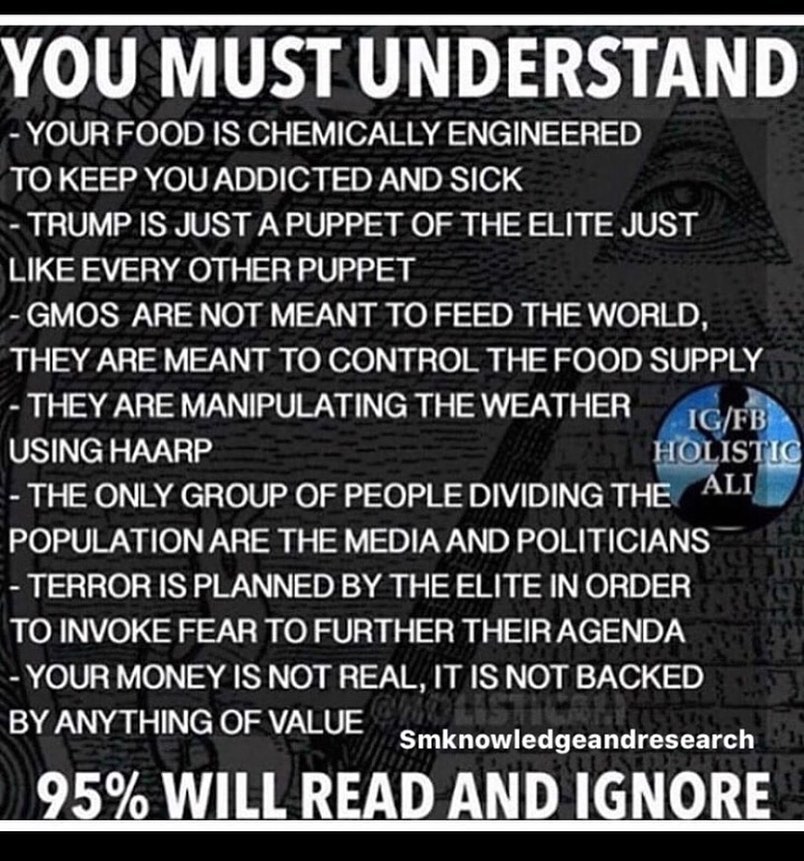 YOU MUST UNDERSTAND
- YOUR FOOD IS CHEMICALLY ENGINEERED
TO KEEP YOU ADDICTED AND SICK
- TRUMP IS JUST A PUPPET OF THE ELITE JUST
LIKE EVERY OTHER PUPPET
- GMOS ARE NOT MEANT TO FEED THE WORLD,
THEY ARE MEANT TO CONTROL THE FOOD SUPPLY
- THEY ARE MANIPULATING THE WEATHER
USING HAARP
IG/FB
HOLISTIC
ALI
- THE ONLY GROUP OF PEOPLE DIVIDING THE
POPULATION ARE THE MEDIA AND POLITICIANS
- TERROR IS PLANNED BY THE ELITE IN ORDER
TO INVOKE FEAR TO FURTHER THEIR AGENDA
- YOUR MONEY IS NOT REAL, IT IS NOT BACKED
BY ANYTHING OF VALUE
Smknowledgeandresearch
95% WILL READ AND IGNORE